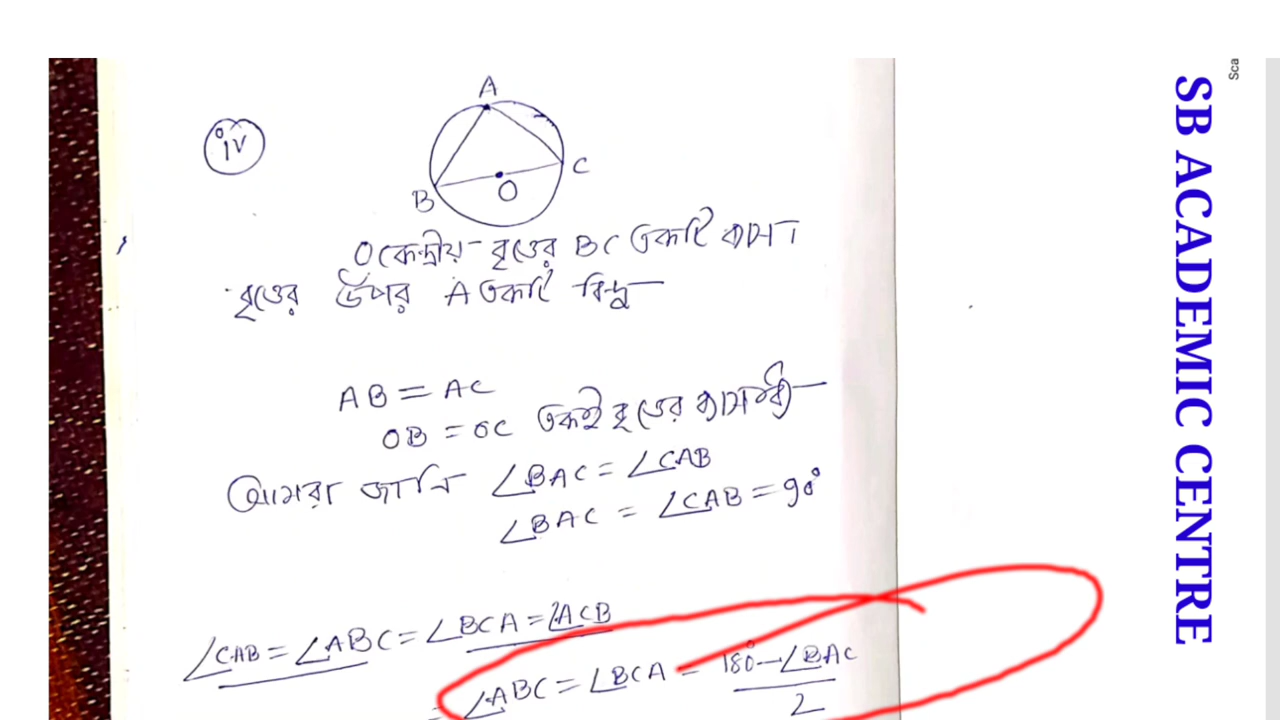 iv
A
B
C
O
O কেন্দ্রীয় বৃত্তের BC একটি ব্যাস।
বৃত্তের উপর A একটি বিন্দু
AB = AC
OB = OC একই বৃত্তের ব্যাসার্ধ
আমরা জানি ∠BAC = ∠CAB
∠BAC = ∠CAB = 90°
∠CAB = ∠ABC = ∠BCA = ∠ACB
= ∠ABC = ∠BCA = 180° - ∠BAC
2
SB ACADEMIC CENTRE
Sca